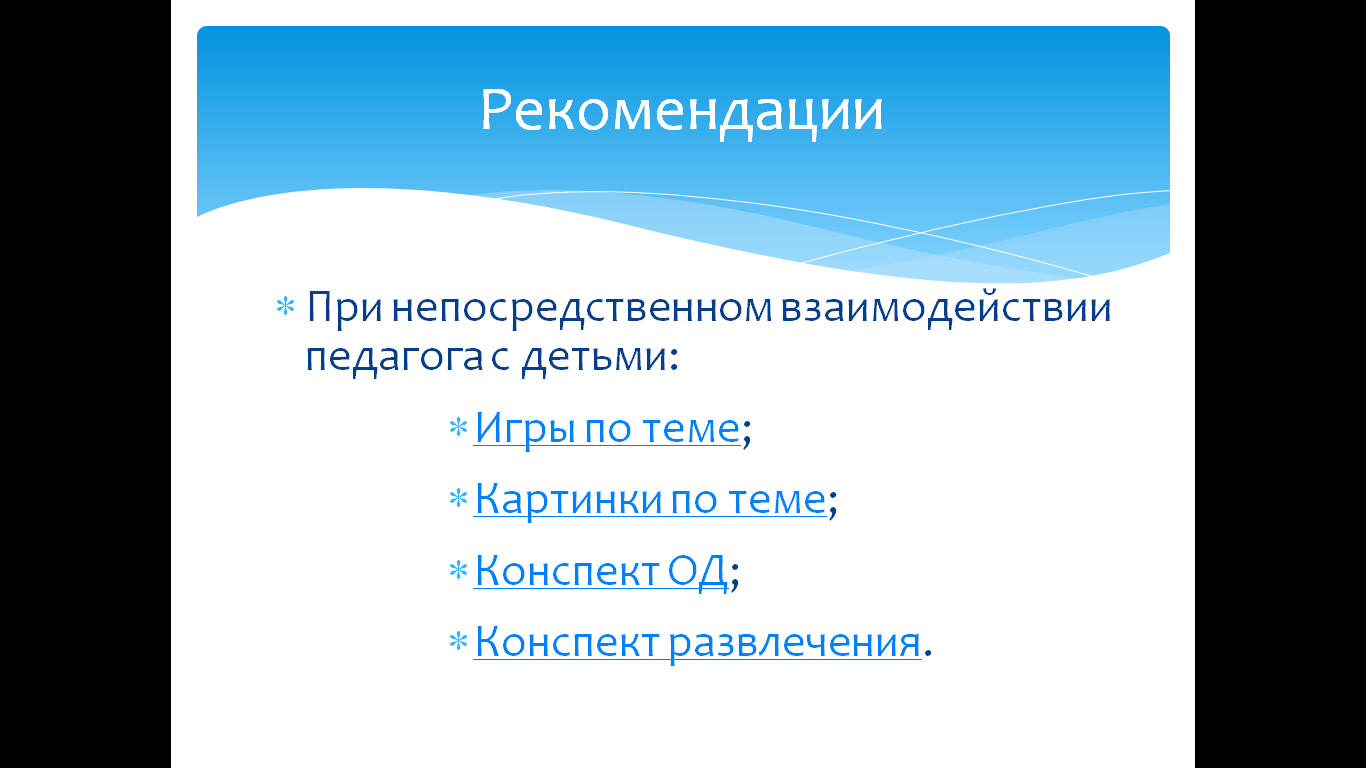 Рекомендации
* При непосредственном взаимодействии
педагога с детьми:
* Игры по теме;
* Картинки по теме;
* Конспект ОД;
* Конспект развлечения.